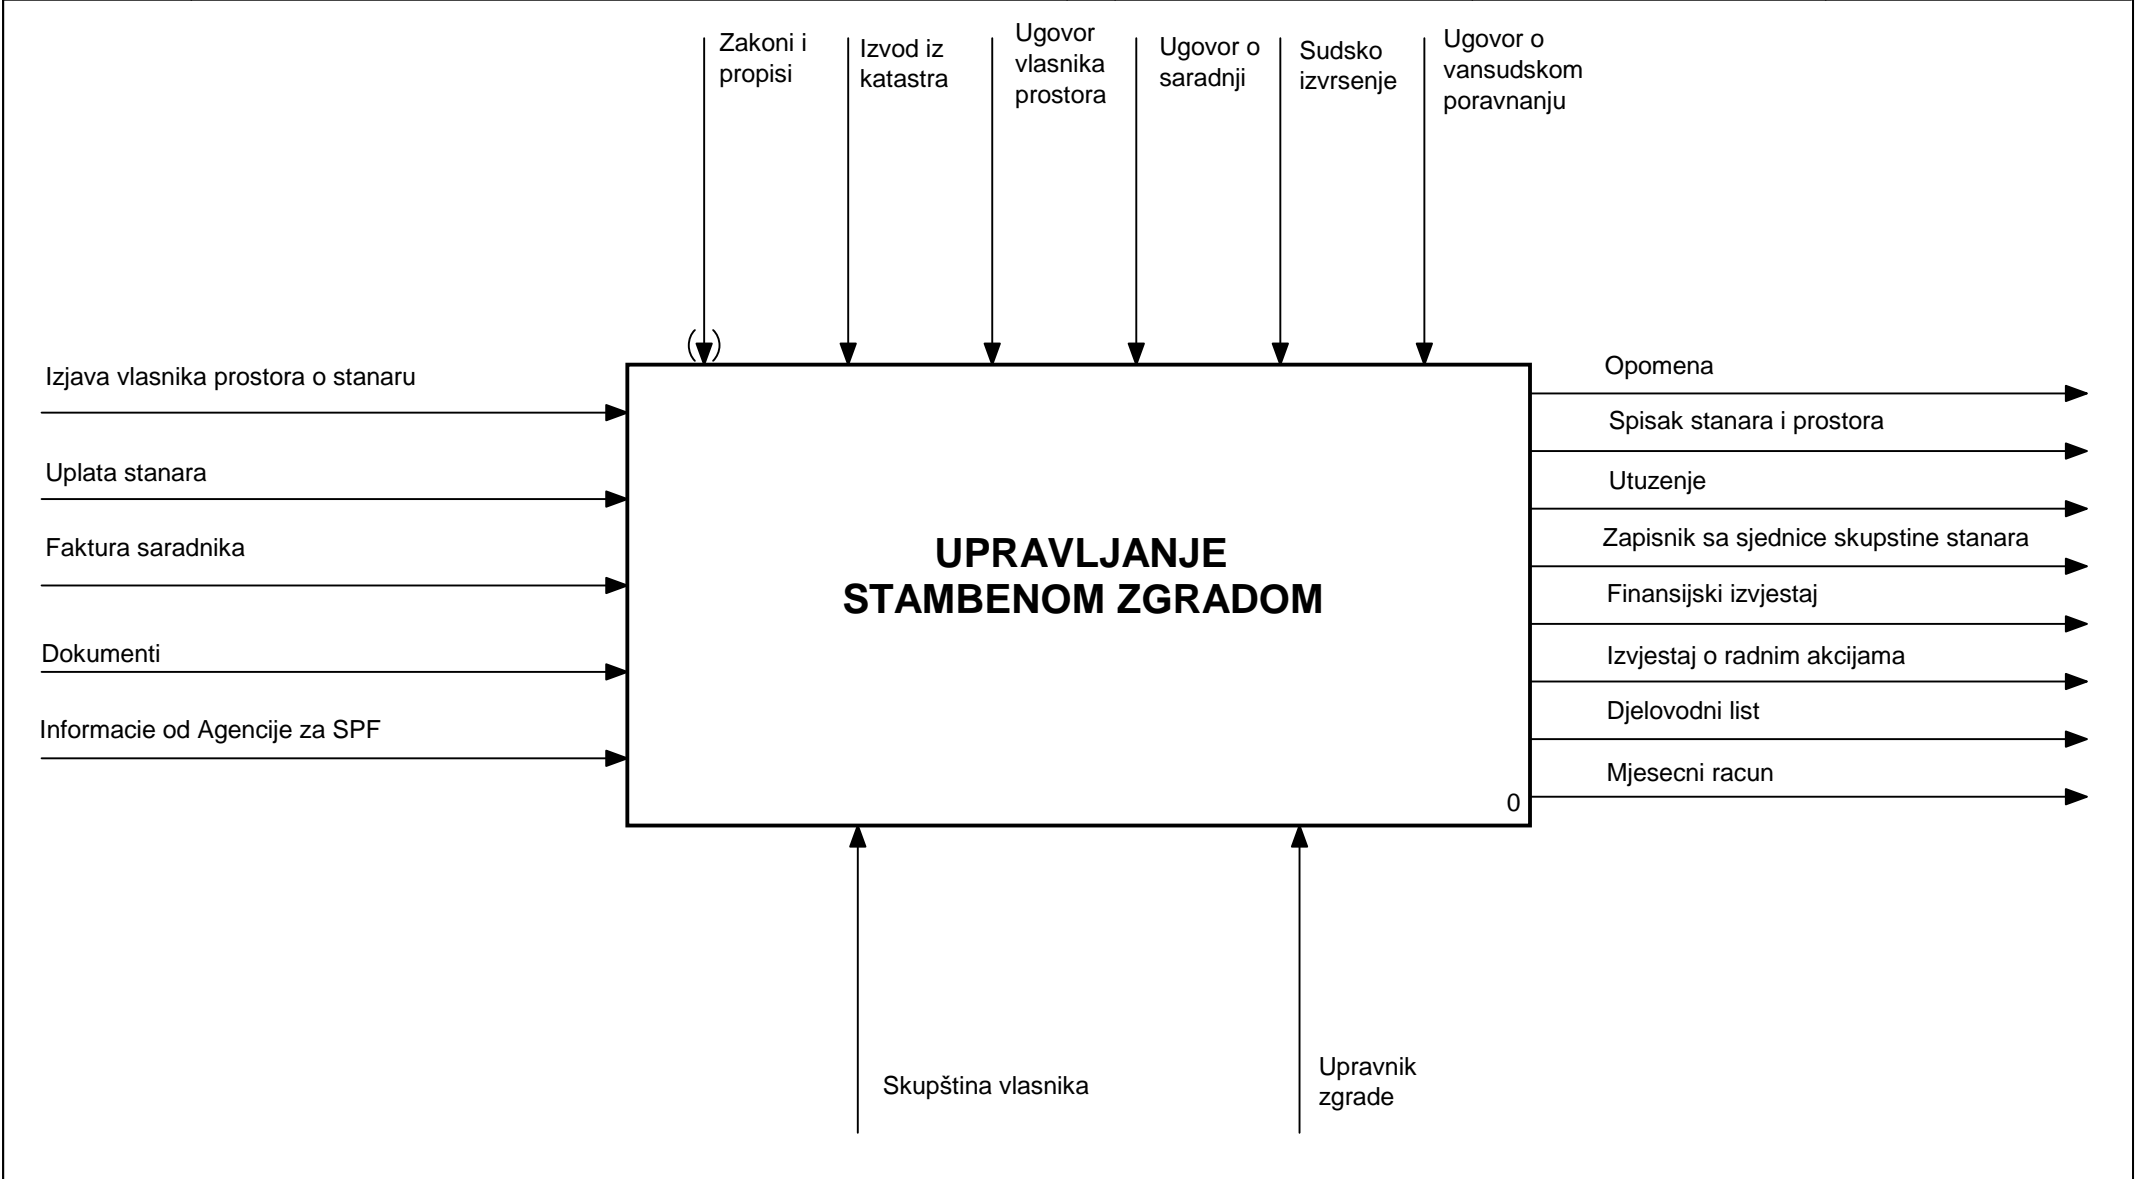 Zakoni i
propisi
Izvod iz
katastra
Ugovor
vlasnika
prostora
Ugovor o
saradnji
Sudsko
izvrsenje
Ugovor o
vansudskom
poravnanju
Izjava vlasnika prostora o stanaru
Uplata stanara
Faktura saradnika
Dokumenti
Informacie od Agencije za SPF
UPRAVLJANJE
STAMBENOM ZGRADOM
0
Opomena
Spisak stanara i prostora
Utuzenje
Zapisnik sa sjednice skupstine stanara
Finansijski izvjestaj
Izvjestaj o radnim akcijama
Djelovodni list
Mjesecni racun
Skupština vlasnika
Upravnik
zgrade